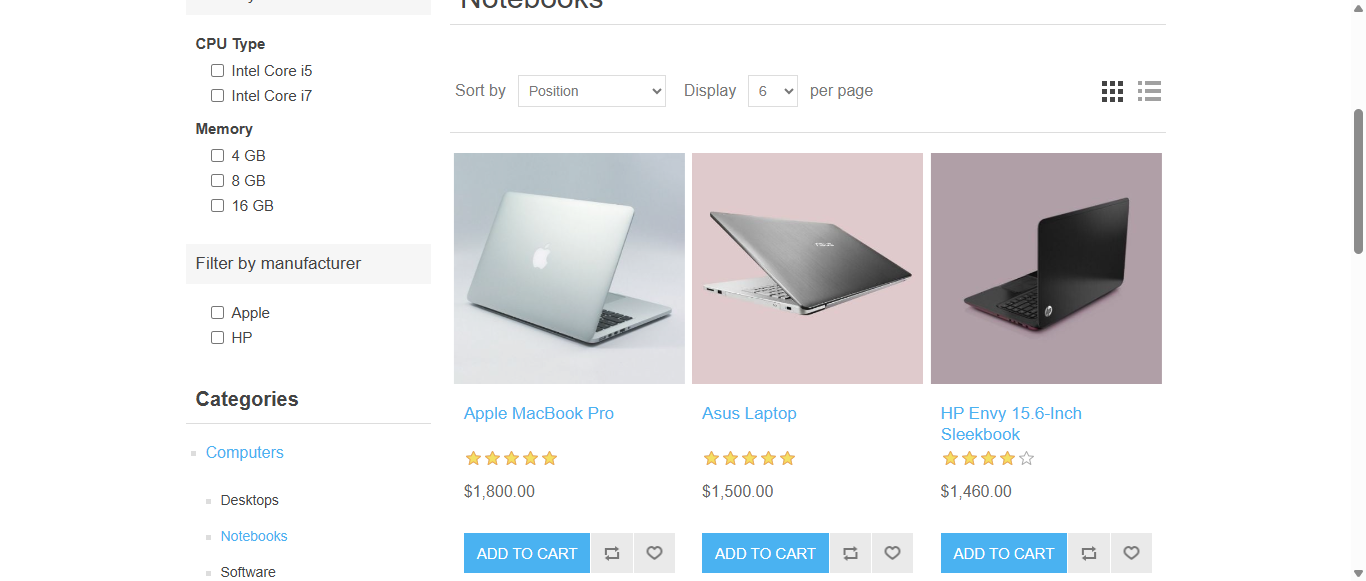 Notebooks
CPU Type
Intel Core i5
Intel Core i7
Memory
4 GB
8 GB
16 GB
Filter by manufacturer
Apple
HP
Categories
Computers
Desktops
Notebooks
Software
Sort by Position Display 6 per page
Apple MacBook Pro
$1,800.00
ADD TO CART
Asus Laptop
$1,500.00
ADD TO CART
HP Envy 15.6-Inch
Sleekbook
$1,460.00
ADD TO CART